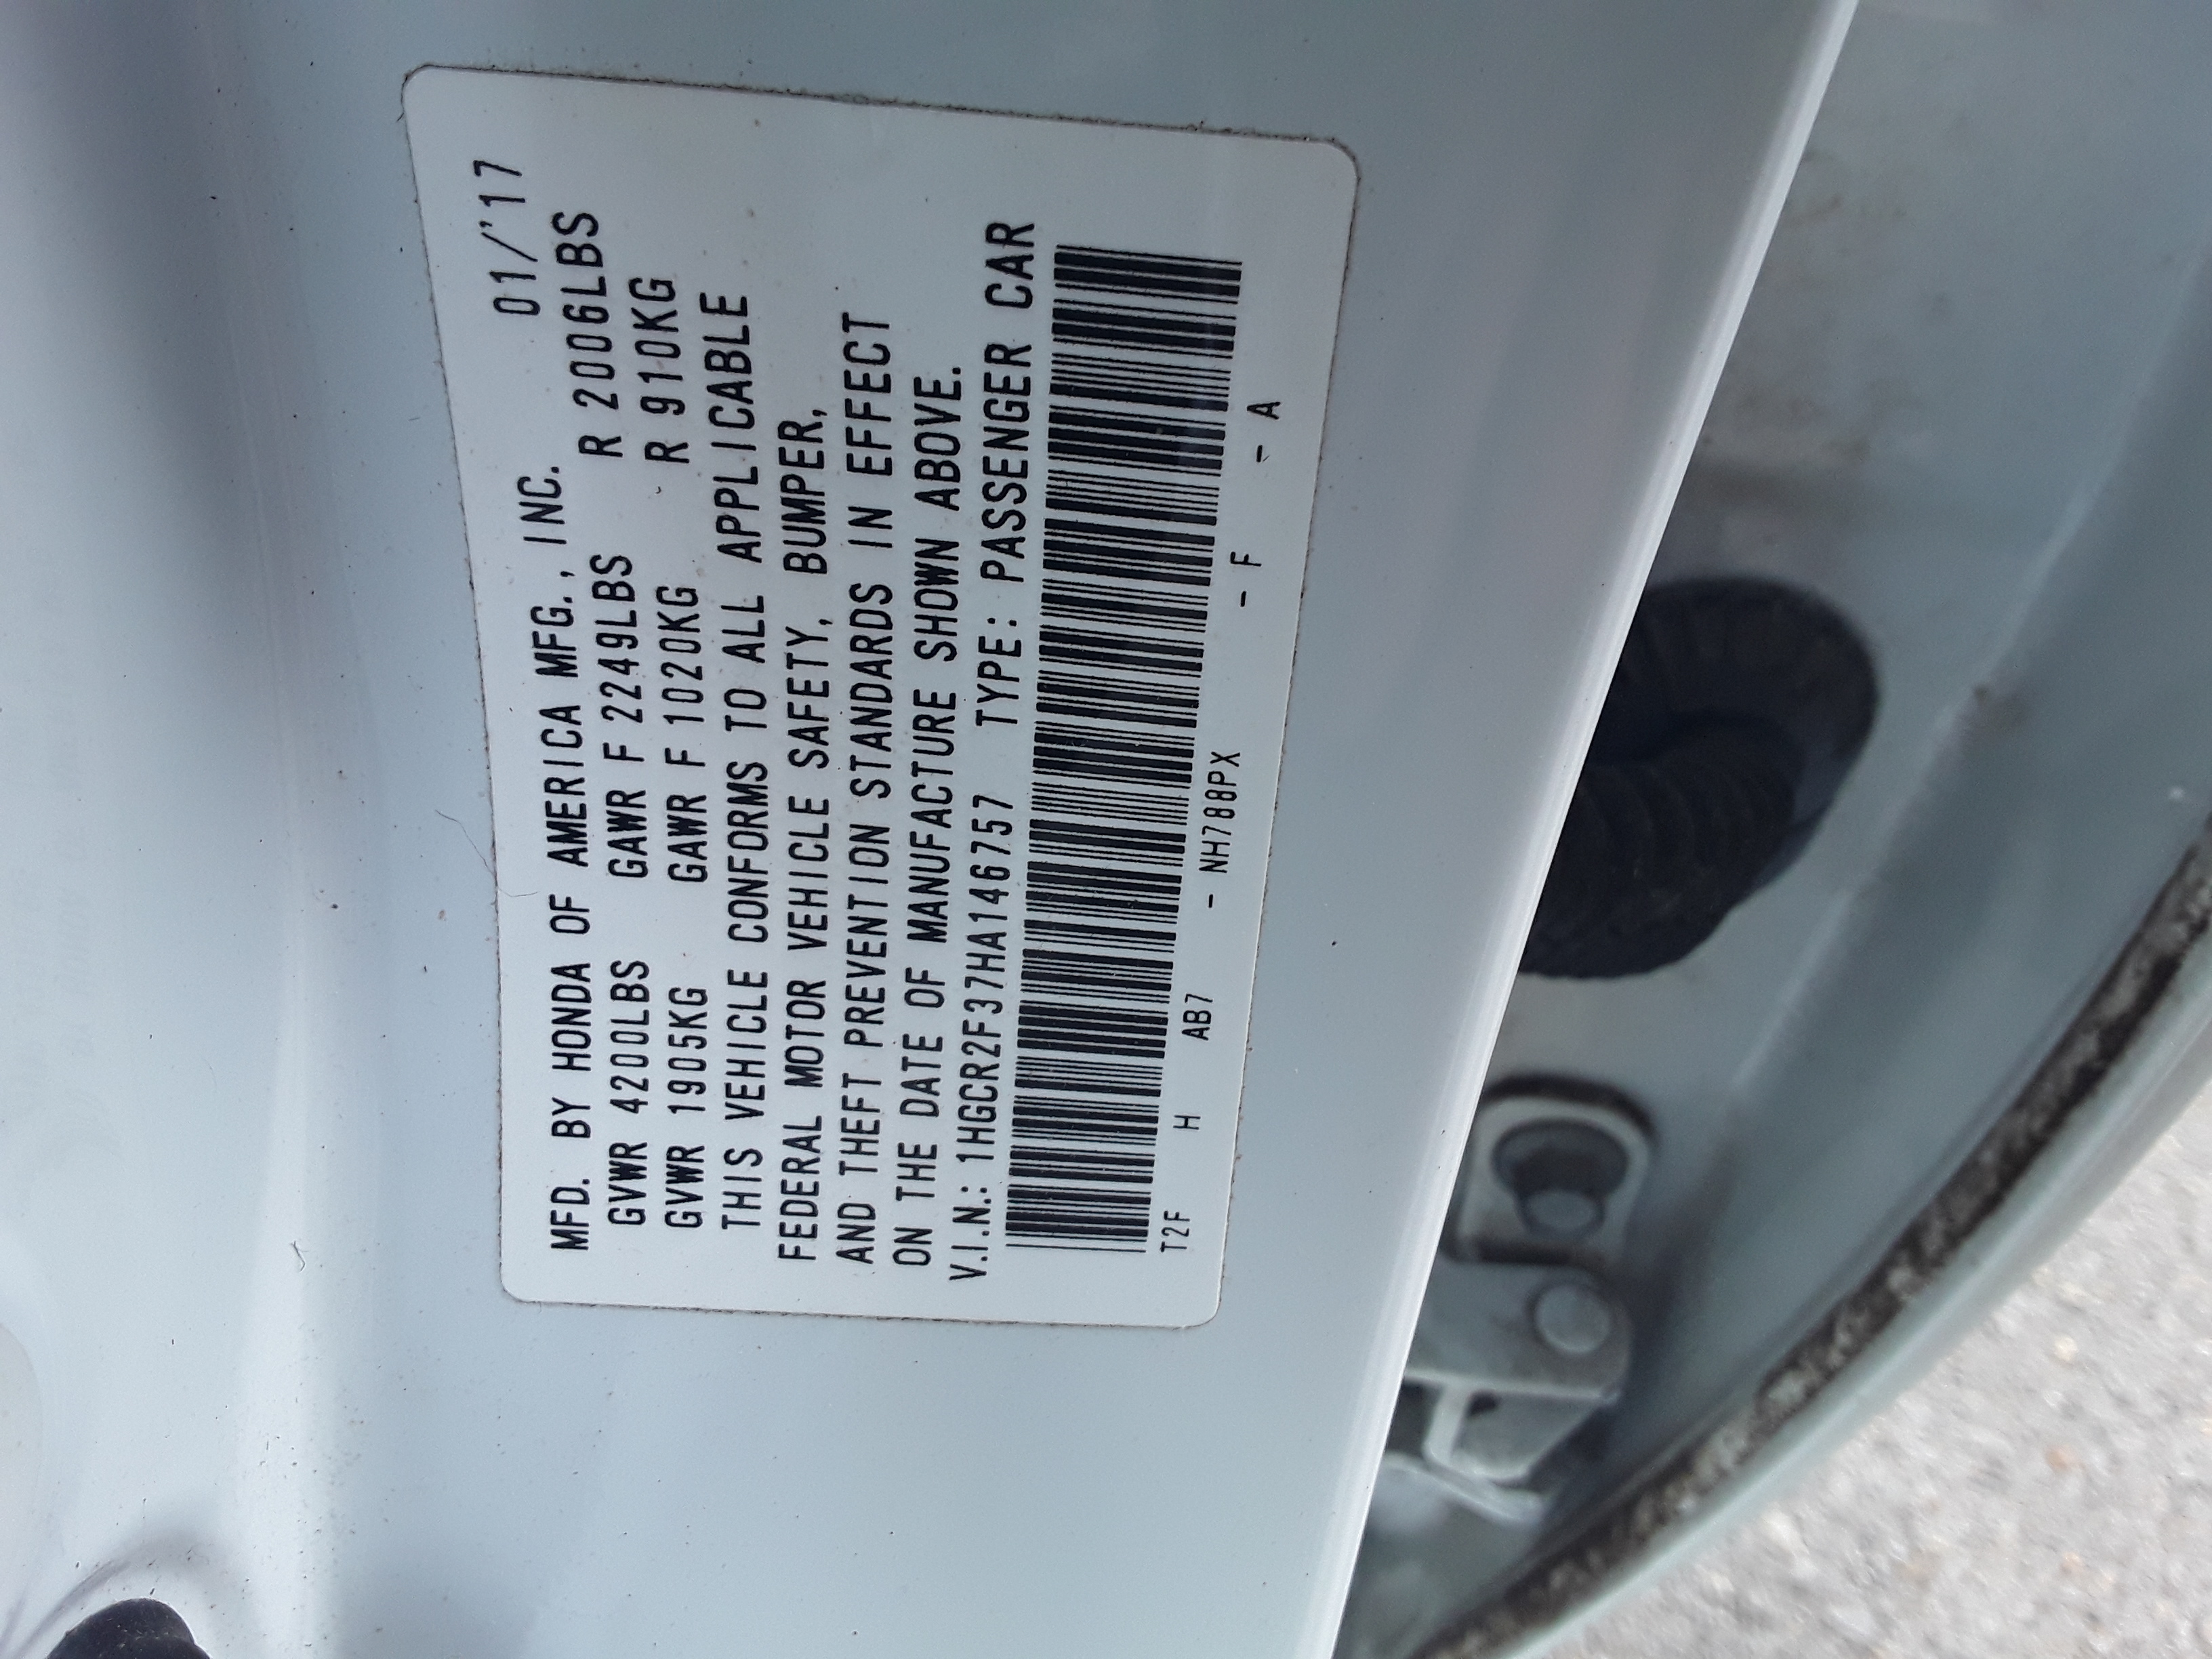 MFD. BY HONDA OF AMERICA MFG., INC. 01/'17
GVWR 4200LBS GAWR F 2249LBS R 2006LBS
GVWR 1905KG GAWR F 1020KG R 910KG
THIS VEHICLE CONFORMS TO ALL APPLICABLE
FEDERAL MOTOR VEHICLE SAFETY, BUMPER,
AND THEFT PREVENTION STANDARDS IN EFFECT
ON THE DATE OF MANUFACTURE SHOWN ABOVE.
V.I.N.: 1HGCR2F37HA146757 TYPE: PASSENGER CAR
T2F H AB7 - NH788PX - F - A